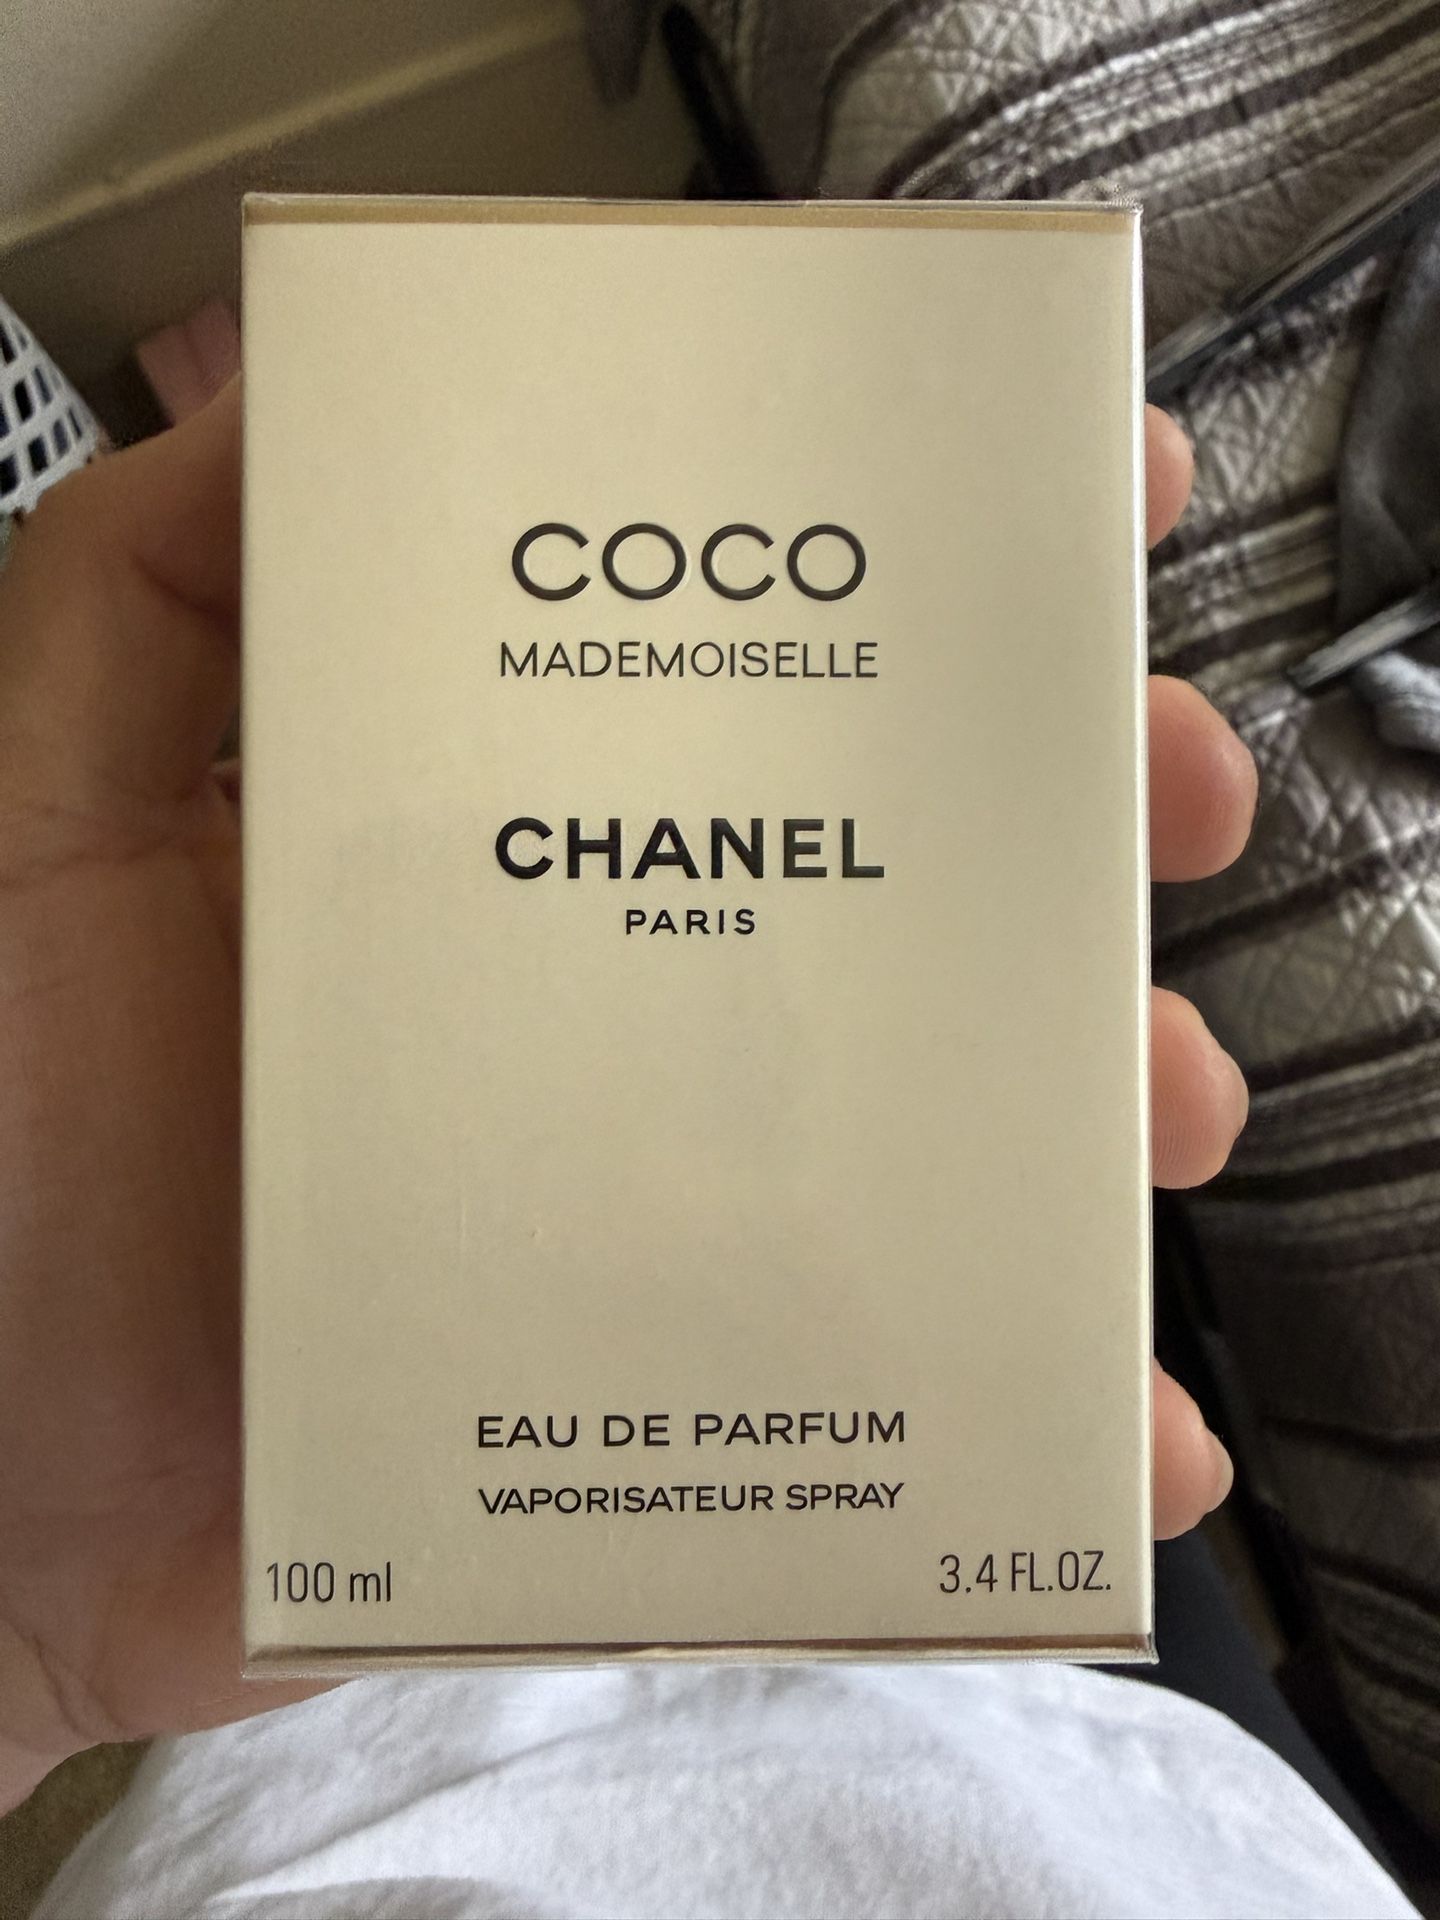 COCO
MADEMOISELLE
CHANEL
PARIS
EAU DE PARFUM
VAPORISATEUR SPRAY
100 ml 3.4 FL.OZ.